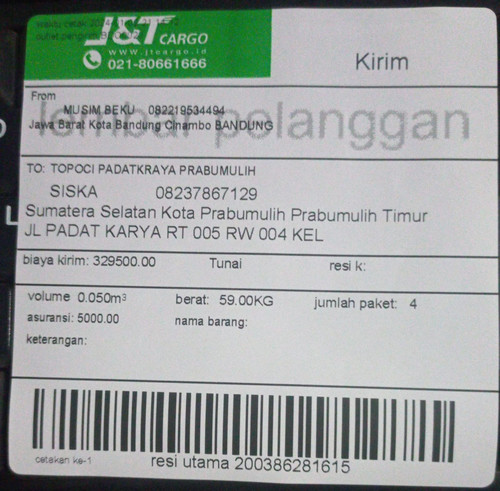 J&T CARGO
www.jtcargo.id
021-80661666
Kirim
lembar pelanggan
From
MUSIM BEKU 082219534494
Jawa Barat Kota Bandung Cinambo BANDUNG
TO: TOPOCI PADATKRAYA PRABUMULIH
SISKA 08237867129
Sumatera Selatan Kota Prabumulih Prabumulih Timur
JL PADAT KARYA RT 005 RW 004 KEL
biaya kirim: 329500.00 Tunai resi k:
volume 0.050m³ berat: 59.00KG jumlah paket: 4
asuransi: 5000.00 nama barang:
keterangan:
cetakan ke-1 resi utama 200386281615